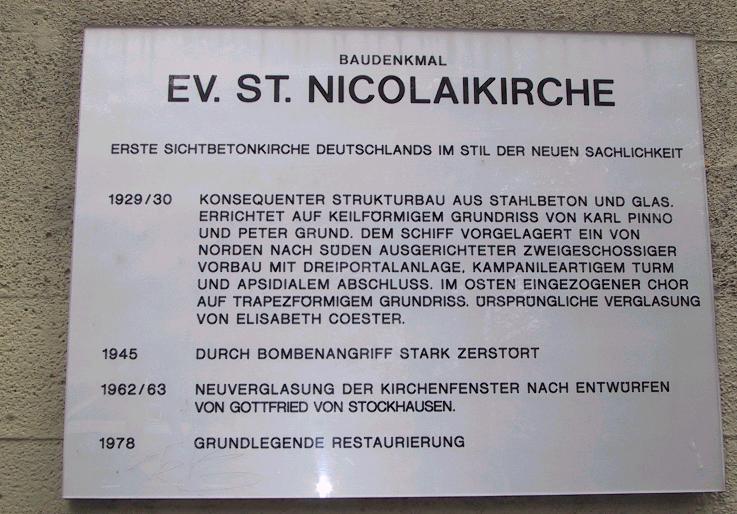 BAUDENKMAL
EV. ST. NICOLAIKIRCHE
ERSTE SICHTBETONKIRCHE DEUTSCHLANDS IM STIL DER NEUEN SACHLICHKEIT
1929/30 KONSEQUENTER STRUKTURBAU AUS STAHLBETON UND GLAS.
ERRICHTET AUF KEILFÖRMIGEM GRUNDRISS VON KARL PINNO
UND PETER GRUND. DEM SCHIFF VORGELAGERT EIN VON
NORDEN NACH SÜDEN AUSGERICHTETER ZWEIGESCHOSSIGER
VORBAU MIT DREIPORTALANLAGE, KAMPANILEARTIGEM TURM
UND APSIDIALEM ABSCHLUSS. IM OSTEN EINGEZOGENER CHOR
AUF TRAPEZFÖRMIGEM GRUNDRISS. ÜRSPRÜNGLICHE VERGLASUNG
VON ELISABETH COESTER.
1945 DURCH BOMBENANGRIFF STARK ZERSTÖRT
1962/63 NEUVERGLASUNG DER KIRCHENFENSTER NACH ENTWÜRFEN
VON GOTTFRIED VON STOCKHAUSEN.
1978 GRUNDLEGENDE RESTAURIERUNG